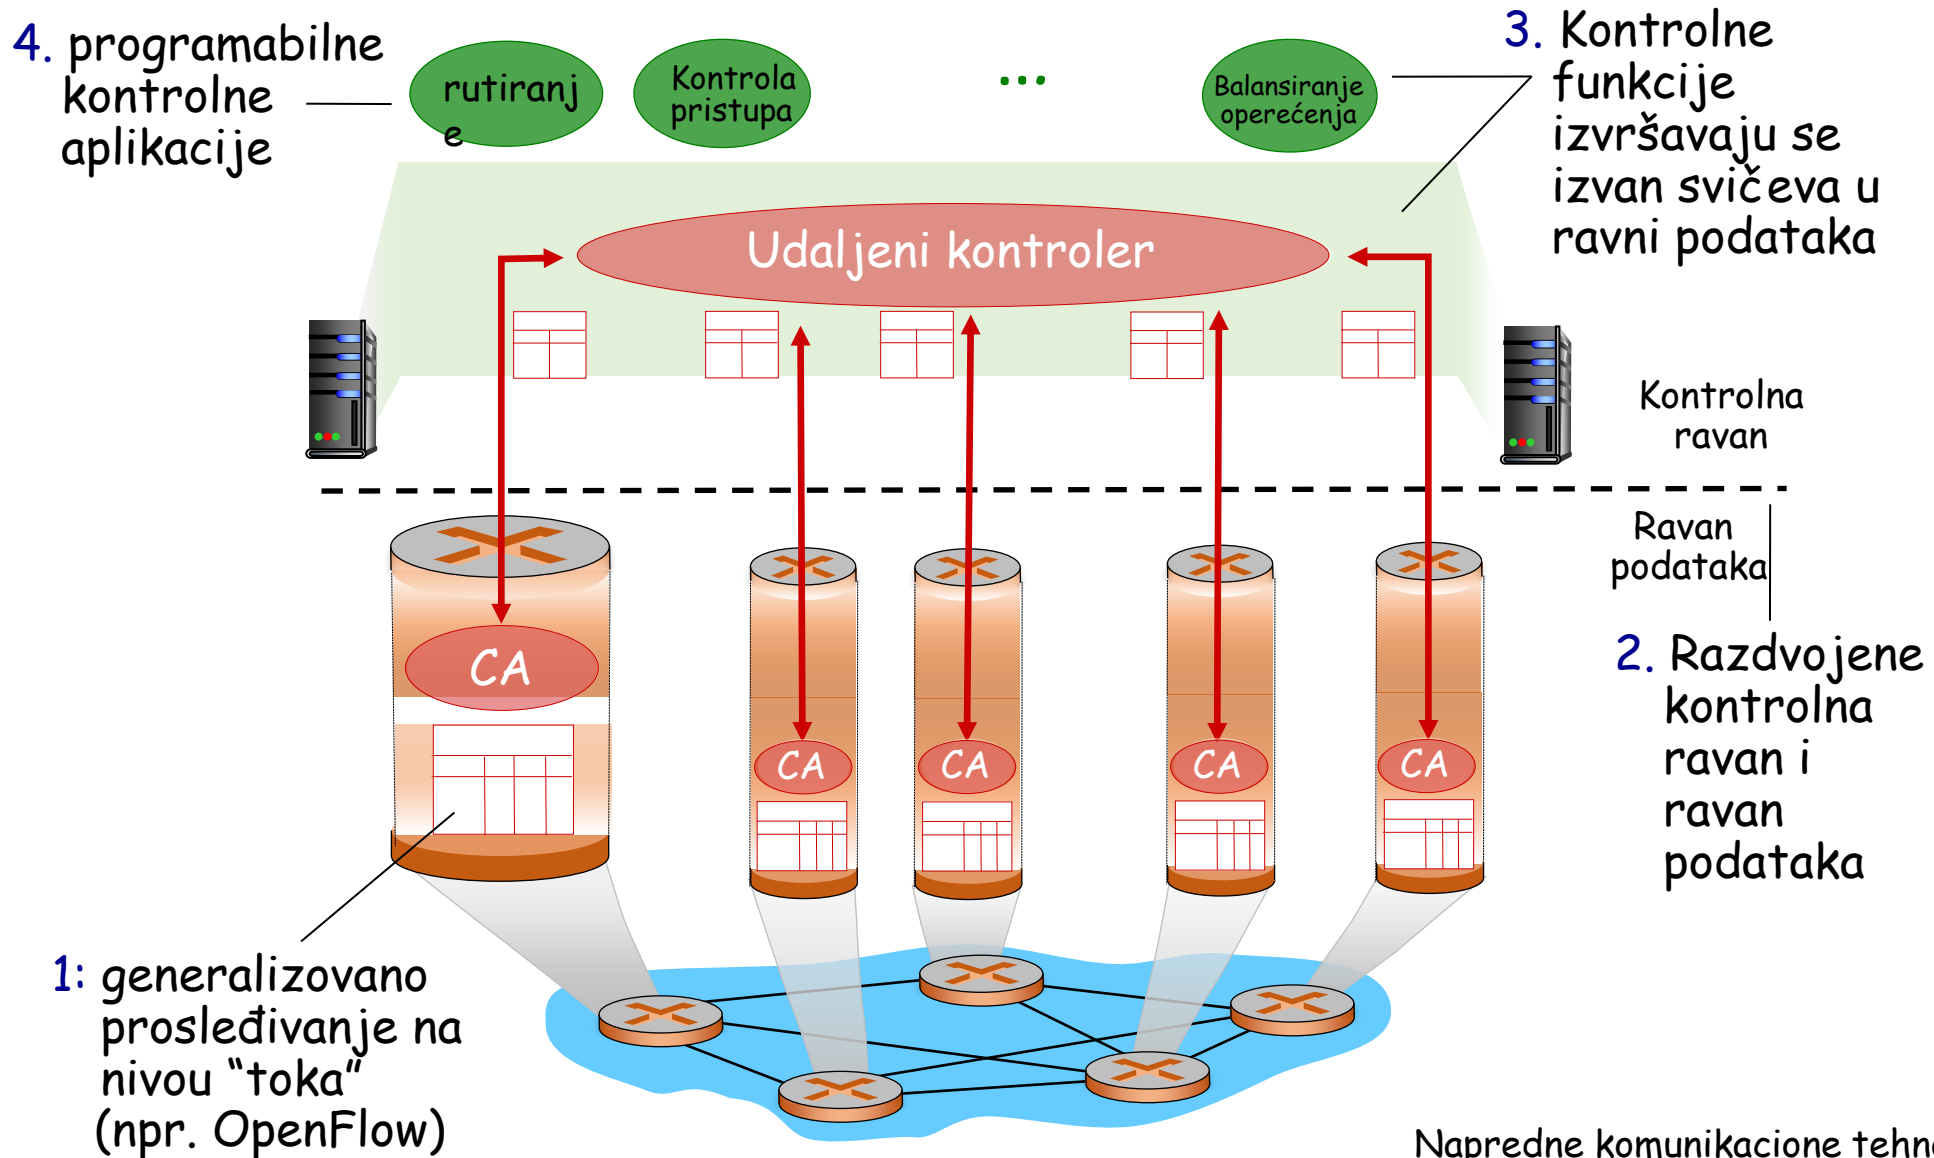 4. programabilne
kontrolne
aplikacije
rutiranj
e
Kontrola
pristupa
...
Balansiranje
operećenja
3. Kontrolne
funkcije
izvršavaju se
izvan svičeva u
ravni podataka
Udaljeni kontroler
Kontrolna
ravan
Ravan
podataka
CA
CA
CA
CA
CA
2. Razdvojene
kontrolna
ravan i
ravan
podataka
1: generalizovano
prosleđivanje na
nivou “toka”
(npr. OpenFlow)
Napredne komunikacione